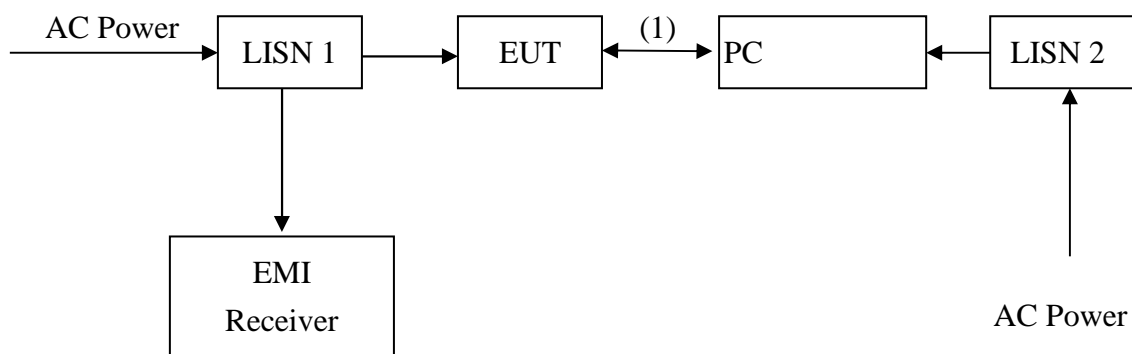 AC Power
LISN 1
EUT
(1)
PC
LISN 2
EMI
Receiver
AC Power